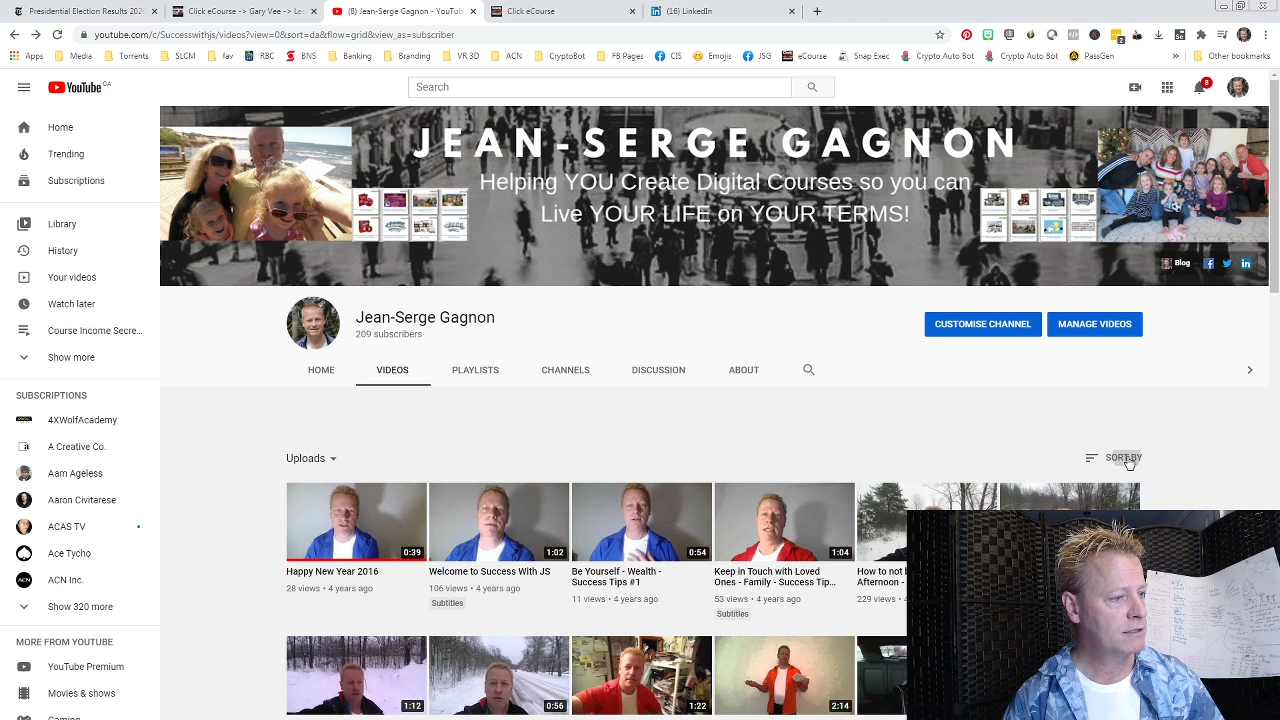 Presidential Election Results 2020
Click eCourse -> Gary Vee -> Les
(8) Jean-Serge Gagnon - YouTub
Click eCourse
(16) LinkedIn
youtube.com/c/Successwithjs/videos?view=0&sort=da&flow=grid&view_as=subscriber
Apps
Media
Torrents
SLCM
fav
RBC
Banking
Branding
VR 3D
ACN
CryptoBot
FB Pages
CIS
Emojis
JSG
eCourse
Snap Exec
AutoCrypto-Bot
PassGen
»
Other bookmarks
YouTube CA
Search
8
Home
Trending
Subscriptions
Library
History
Your videos
Watch later
Course Income Secre...
Show more
SUBSCRIPTIONS
4XWolfAcademy
A Creative Co.
Aam Ageless
Aaron Civitarese
ACAS TV
Ace Tycho
ACN Inc.
Show 320 more
MORE FROM YOUTUBE
YouTube Premium
Movies & shows
Gaming
JEAN-SERGE GAGNON
Helping YOU Create Digital Courses so you can
Live YOUR LIFE on YOUR TERMS!
Blog
Jean-Serge Gagnon
209 subscribers
CUSTOMISE CHANNEL
MANAGE VIDEOS
HOME
VIDEOS
PLAYLISTS
CHANNELS
DISCUSSION
ABOUT
Uploads
SORT BY
0:39
1:02
0:54
1:04
Happy New Year 2016
28 views • 4 years ago
Welcome to Success With JS
106 views • 4 years ago
Subtitles
Be Yourself - Wealth -
Success Tips #1
11 views • 4 years ago
Keep in Touch with Loved
Ones - Family - Success Tip...
53 views • 4 years ago
Subtitles
How to not b
Afternoon -
229 views •
1:12
0:56
1:22
2:14